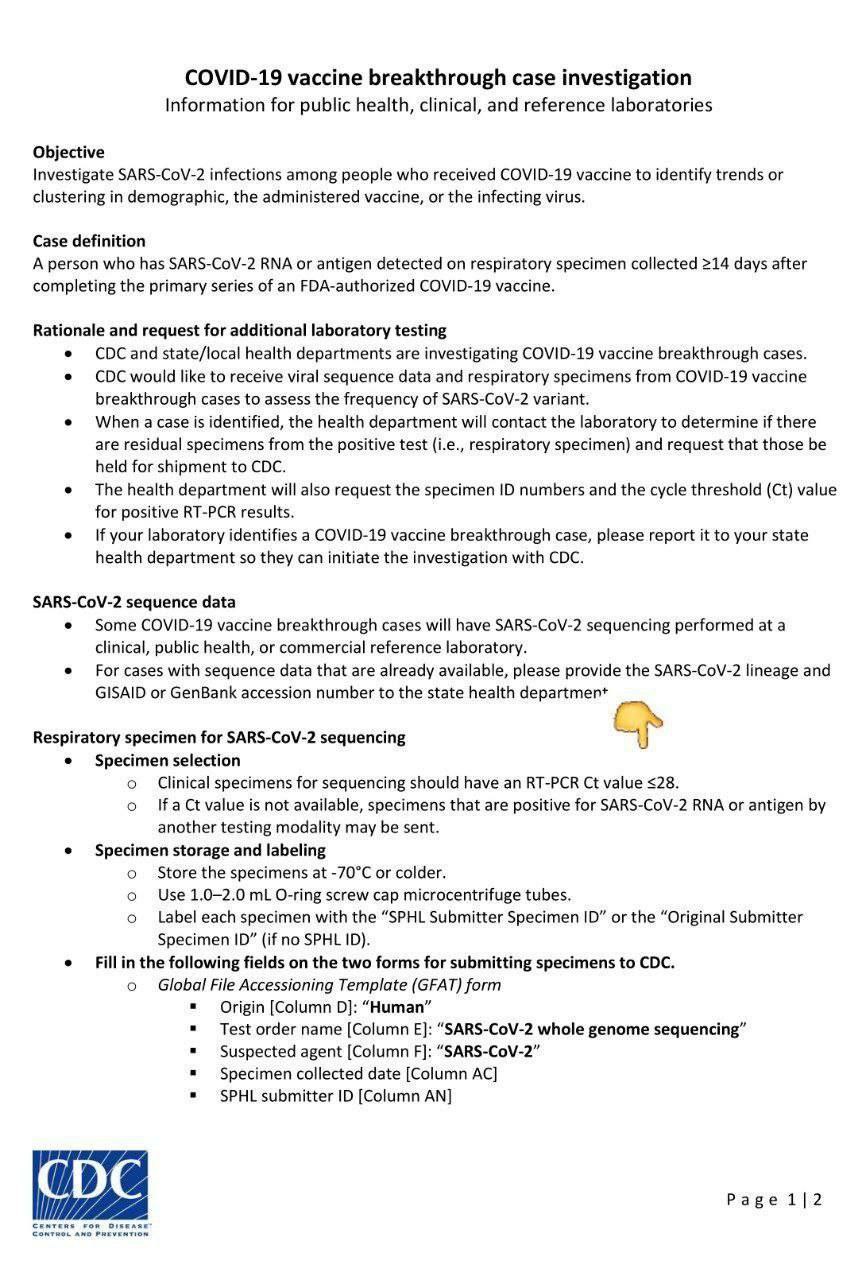 COVID-19 vaccine breakthrough case investigation
Information for public health, clinical, and reference laboratories
Objective
Investigate SARS-CoV-2 infections among people who received COVID-19 vaccine to identify trends or
clustering in demographic, the administered vaccine, or the infecting virus.
Case definition
A person who has SARS-CoV-2 RNA or antigen detected on respiratory specimen collected ≥14 days after
completing the primary series of an FDA-authorized COVID-19 vaccine.
Rationale and request for additional laboratory testing
• CDC and state/local health departments are investigating COVID-19 vaccine breakthrough cases.
• CDC would like to receive viral sequence data and respiratory specimens from COVID-19 vaccine
breakthrough cases to assess the frequency of SARS-CoV-2 variant.
• When a case is identified, the health department will contact the laboratory to determine if there
are residual specimens from the positive test (i.e., respiratory specimen) and request that those be
held for shipment to CDC.
• The health department will also request the specimen ID numbers and the cycle threshold (Ct) value
for positive RT-PCR results.
• If your laboratory identifies a COVID-19 vaccine breakthrough case, please report it to your state
health department so they can initiate the investigation with CDC.
SARS-CoV-2 sequence data
• Some COVID-19 vaccine breakthrough cases will have SARS-CoV-2 sequencing performed at a
clinical, public health, or commercial reference laboratory.
• For cases with sequence data that are already available, please provide the SARS-CoV-2 lineage and
GISAID or GenBank accession number to the state health department
Respiratory specimen for SARS-CoV-2 sequencing
• Specimen selection
o Clinical specimens for sequencing should have an RT-PCR Ct value ≤28.
o If a Ct value is not available, specimens that are positive for SARS-CoV-2 RNA or antigen by
another testing modality may be sent.
• Specimen storage and labeling
o Store the specimens at -70°C or colder.
o Use 1.0–2.0 mL O-ring screw cap microcentrifuge tubes.
o Label each specimen with the “SPHL Submitter Specimen ID” or the “Original Submitter
Specimen ID” (if no SPHL ID).
• Fill in the following fields on the two forms for submitting specimens to CDC.
o Global File Accessioning Template (GFAT) form
▪ Origin [Column D]: “Human”
▪ Test order name [Column E]: “SARS-CoV-2 whole genome sequencing”
▪ Suspected agent [Column F]: “SARS-CoV-2”
▪ Specimen collected date [Column AC]
▪ SPHL submitter ID [Column AN]
CDC
CENTERS FOR DISEASE™
CONTROL AND PREVENTION
Page 1|2